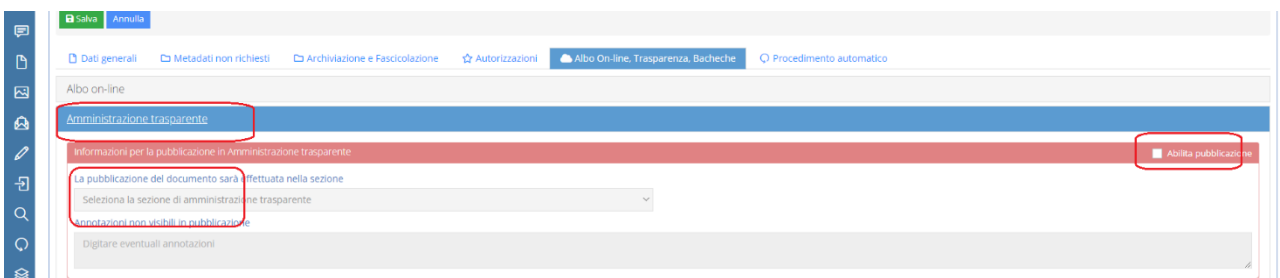 Salva Annulla
Dati generali Metadati non richiesti Archiviazione e Fascicolazione Autorizzazioni Albo On-line, Trasparenza, Bacheche Procedimento automatico
Albo on-line
Amministrazione trasparente
Informazioni per la pubblicazione in Amministrazione trasparente Abilita pubblicazione
La pubblicazione del documento sarà effettuata nella sezione
Seleziona la sezione di amministrazione trasparente
Annotazioni non visibili in pubblicazione
Digitare eventuali annotazioni